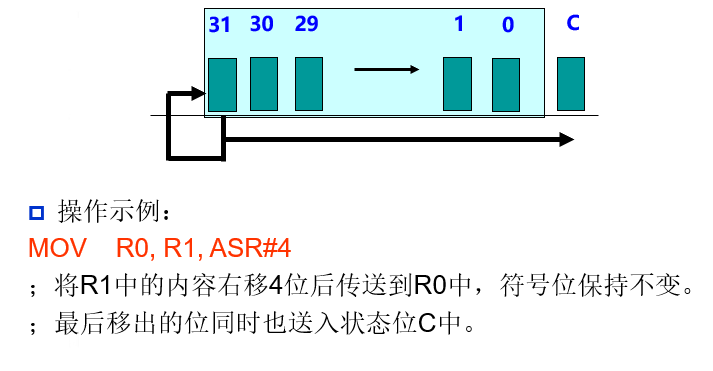 31 30 29 1 0 C
操作示例：
MOV R0, R1, ASR#4
；将R1中的内容右移4位后传送到R0中，符号位保持不变。
；最后移出的位同时也送入状态位C中。